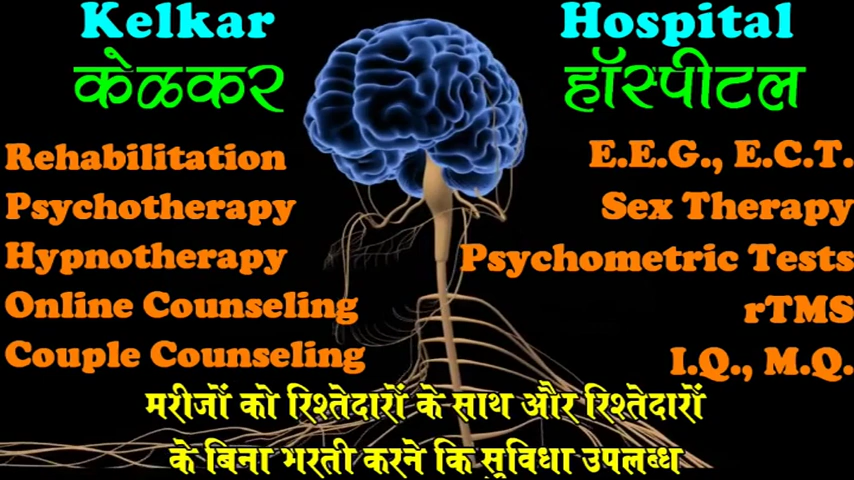 Kelkar Hospital
केळकर हॉस्पीटल
Rehabilitation
Psychotherapy
Hypnotherapy
Online Counseling
Couple Counseling
E.E.G., E.C.T.
Sex Therapy
Psychometric Tests
rTMS
I.Q., M.Q.
मरीजों को रिश्तेदारों के साथ और रिश्तेदारों
के बिना भरती करने कि सुविधा उपलब्ध